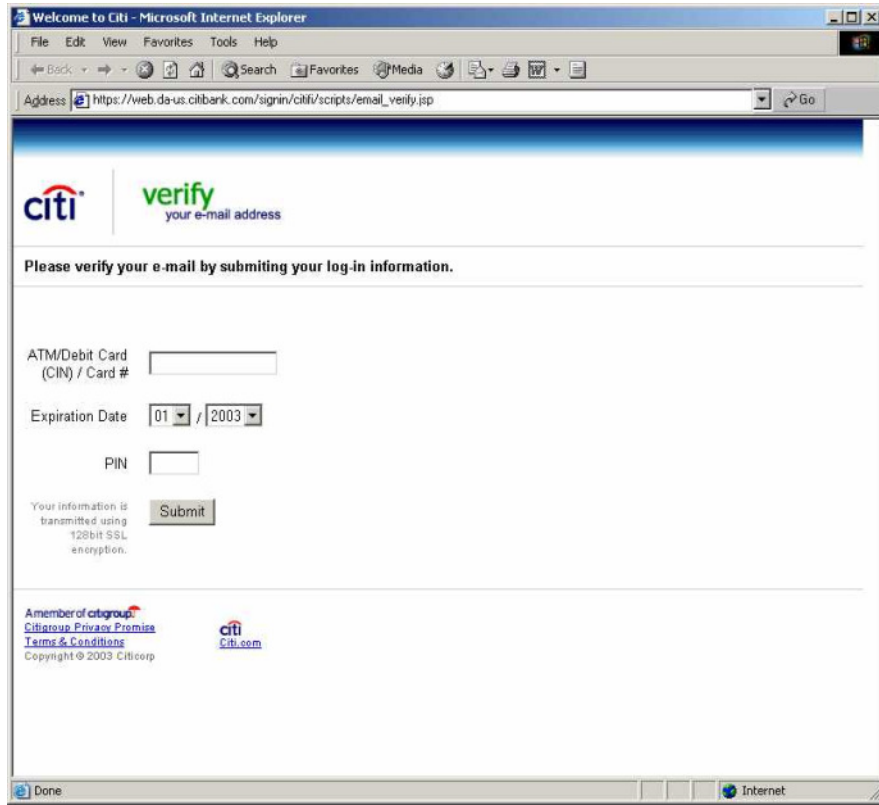 Welcome to Citi - Microsoft Internet Explorer
File Edit View Favorites Tools Help
Back Search Favorites Media
Address https://web.da-us.citibank.com/signin/citifi/scripts/email_verify.jsp Go
citi verify
your e-mail address
Please verify your e-mail by submiting your log-in information.
ATM/Debit Card
(CIN) / Card #
Expiration Date 01 / 2003
PIN
Your information is
transmitted using
128bit SSL
encryption.
Submit
A member of citigroup
Citigroup Privacy Promise
Terms & Conditions
Copyright © 2003 Citicorp
citi
Citi.com
Done Internet